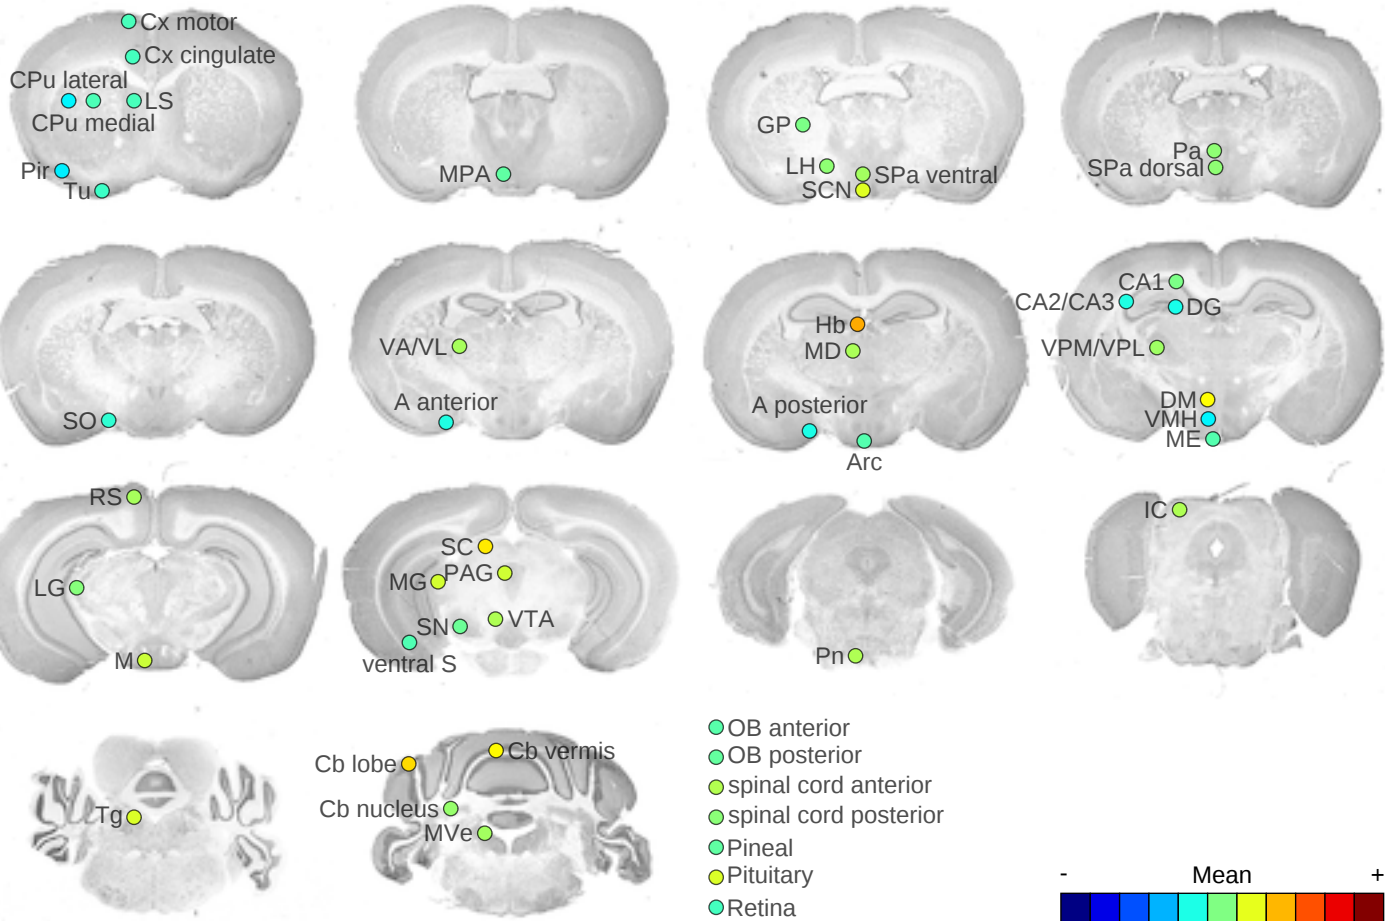 Cx motor
Cx cingulate
CPu lateral
LS
CPu medial
Pir
Tu
MPA
GP
LH
SPa ventral
SCN
Pa
SPa dorsal
SO
VA/VL
A anterior
Hb
MD
A posterior
Arc
CA1
CA2/CA3
DG
VPM/VPL
DM
VMH
ME
RS
LG
M
SC
MG
PAG
SN
VTA
ventral S
Pn
IC
Tg
Cb lobe
Cb vermis
Cb nucleus
MVe
OB anterior
OB posterior
spinal cord anterior
spinal cord posterior
Pineal
Pituitary
Retina
- Mean +